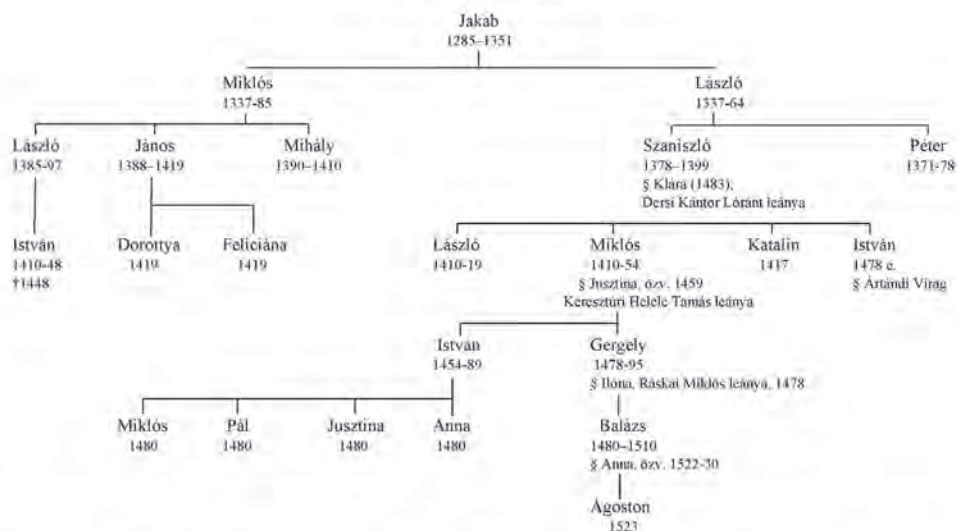 Jakab
1285–1351
Miklós László
1337-85 1337-64
László János Mihály Szaniszló Péter
1385-97 1388–1419 1390–1410 1378–1399 1371-78
§ Klára (1483),
Dersi Kántor Lóránt leánya
István Dorottya Feliciána László Miklós Katalin István
1410-48 1419 1419 1410-19 1410-54 1417 1478 e.
†1448 § Jusztina, özv. 1459 § Ártándi Virág
Keresztúri Helele Tamás leánya
István Gergely
1454-89 1478-95
§ Ilona, Ráskai Miklós leánya, 1478
Miklós Pál Jusztina Anna Balázs
1480 1480 1480 1480 1480–1510
§ Anna, özv. 1522-30
Ágoston
1523